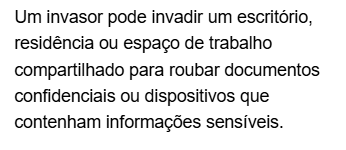 Um invasor pode invadir um escritório,
residência ou espaço de trabalho
compartilhado para roubar documentos
confidenciais ou dispositivos que
contenham informações sensíveis.